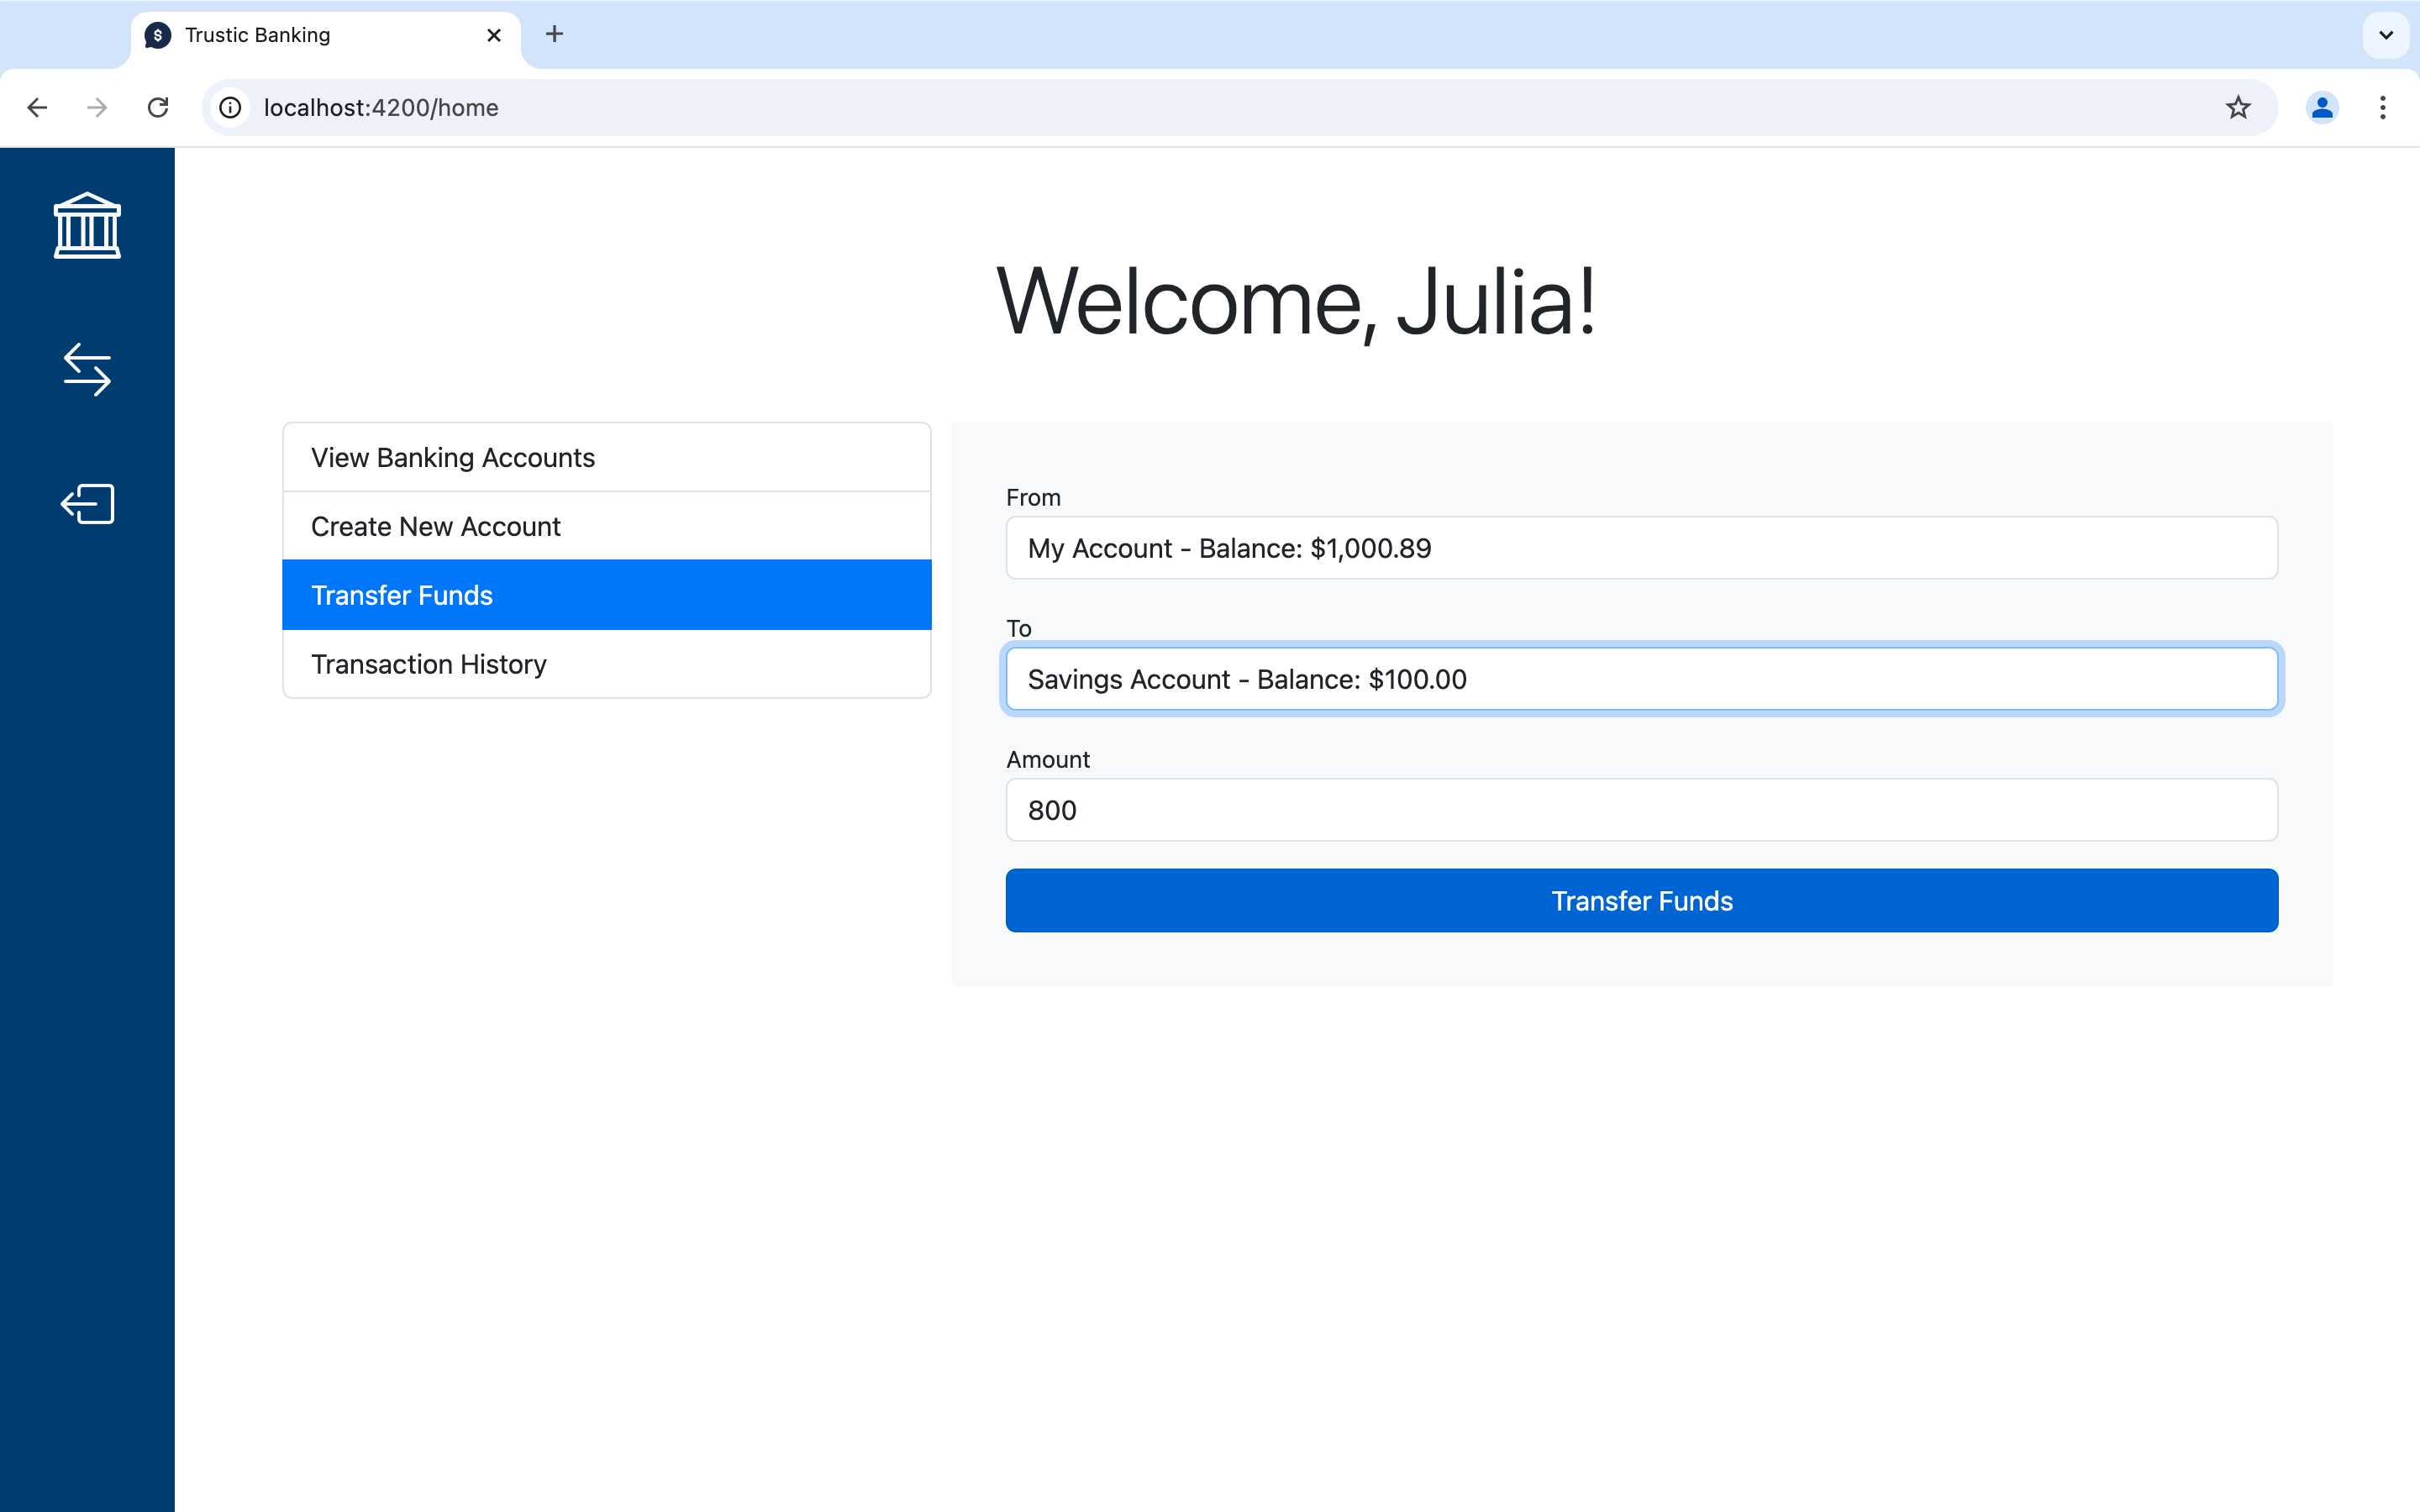 Trustic Banking
localhost:4200/home
Welcome, Julia!
View Banking Accounts
Create New Account
Transfer Funds
Transaction History
From
My Account - Balance: $1,000.89
To
Savings Account - Balance: $100.00
Amount
800
Transfer Funds